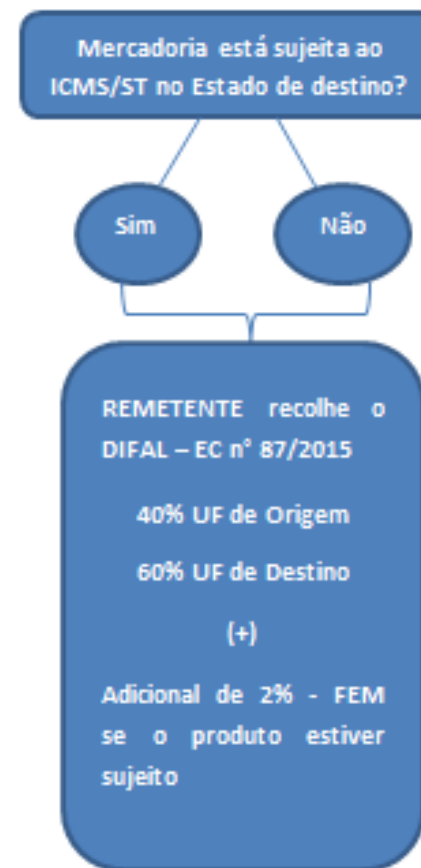 Mercadoria está sujeita ao
ICMS/ST no Estado de destino?
Sim
Não
REMETENTE recolhe o
DIFAL – EC n° 87/2015
40% UF de Origem
60% UF de Destino
(+)
Adicional de 2% - FEM
se o produto estiver
sujeito